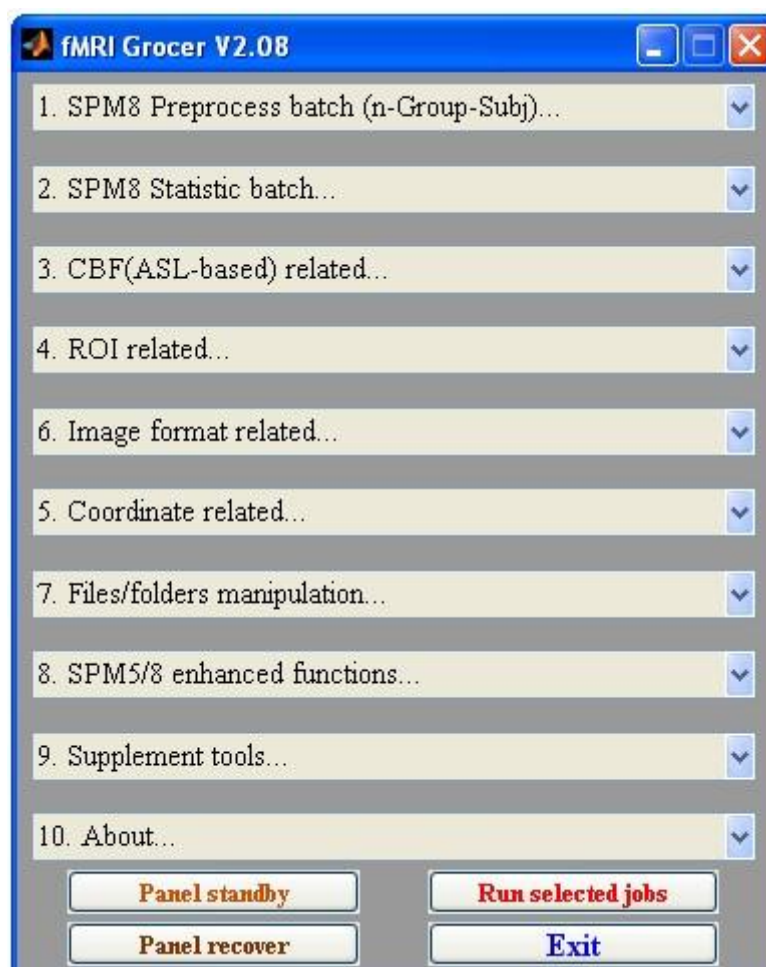 fMRI Grocer V2.08
1. SPM8 Preprocess batch (n-Group-Subj)...
2. SPM8 Statistic batch...
3. CBF(ASL-based) related...
4. ROI related...
6. Image format related...
5. Coordinate related...
7. Files/folders manipulation...
8. SPM5/8 enhanced functions...
9. Supplement tools...
10. About...
Panel standby
Run selected jobs
Panel recover
Exit